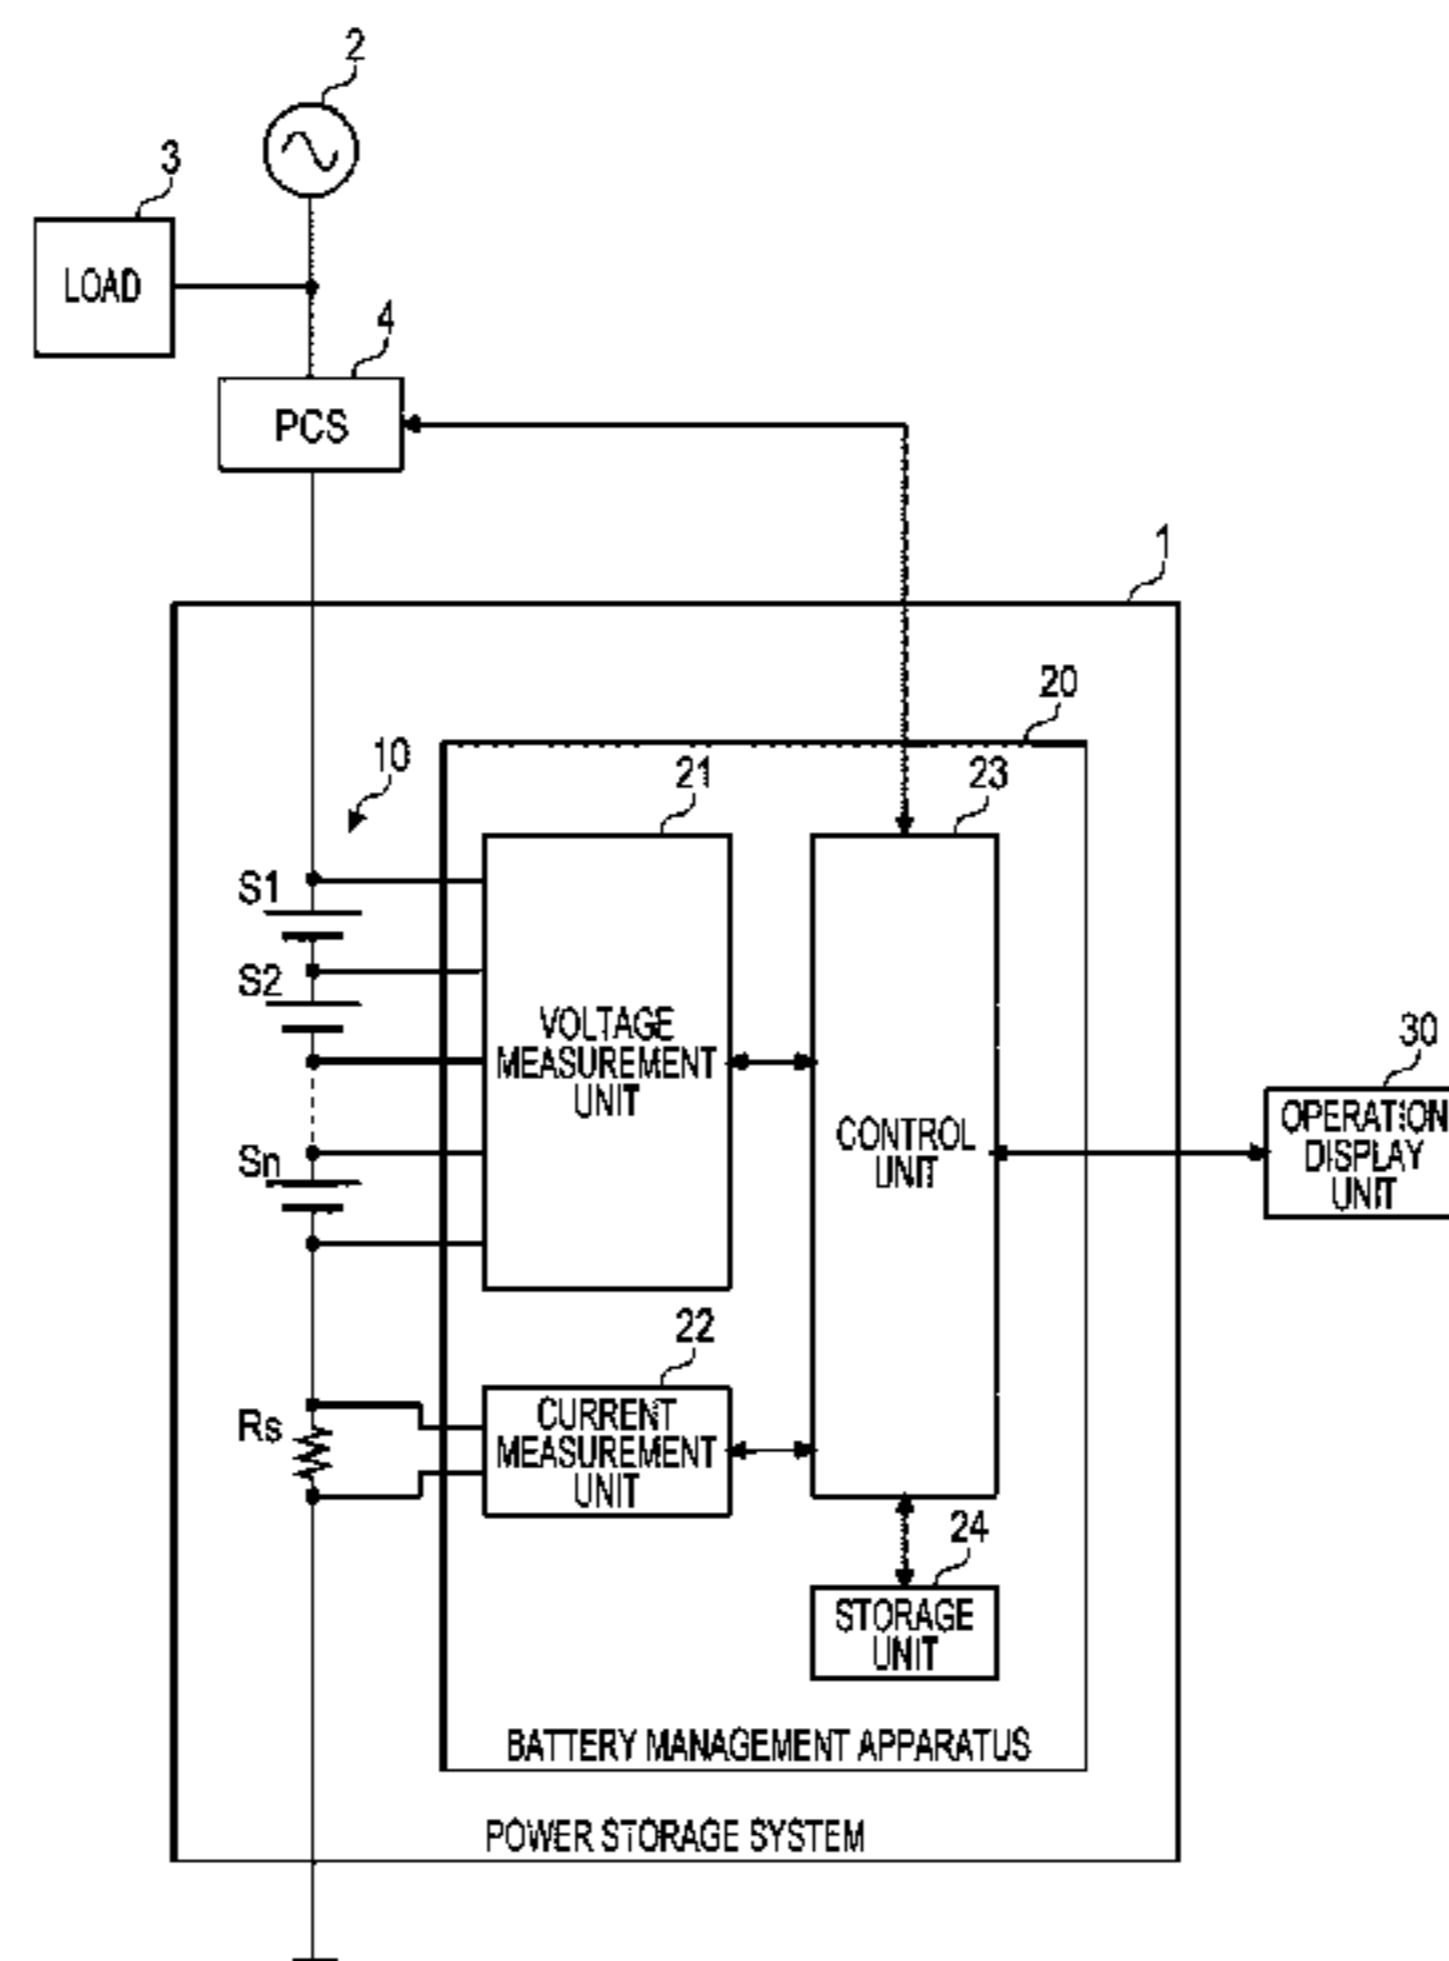 2
3
LOAD
4
PCS
1
20
10
21
23
S1
S2
VOLTAGE
MEASUREMENT
UNIT
30
OPERATION
DISPLAY
UNIT
CONTROL
UNIT
Sn
22
Rs
CURRENT
MEASUREMENT
UNIT
24
STORAGE
UNIT
BATTERY MANAGEMENT APPARATUS
POWER STORAGE SYSTEM